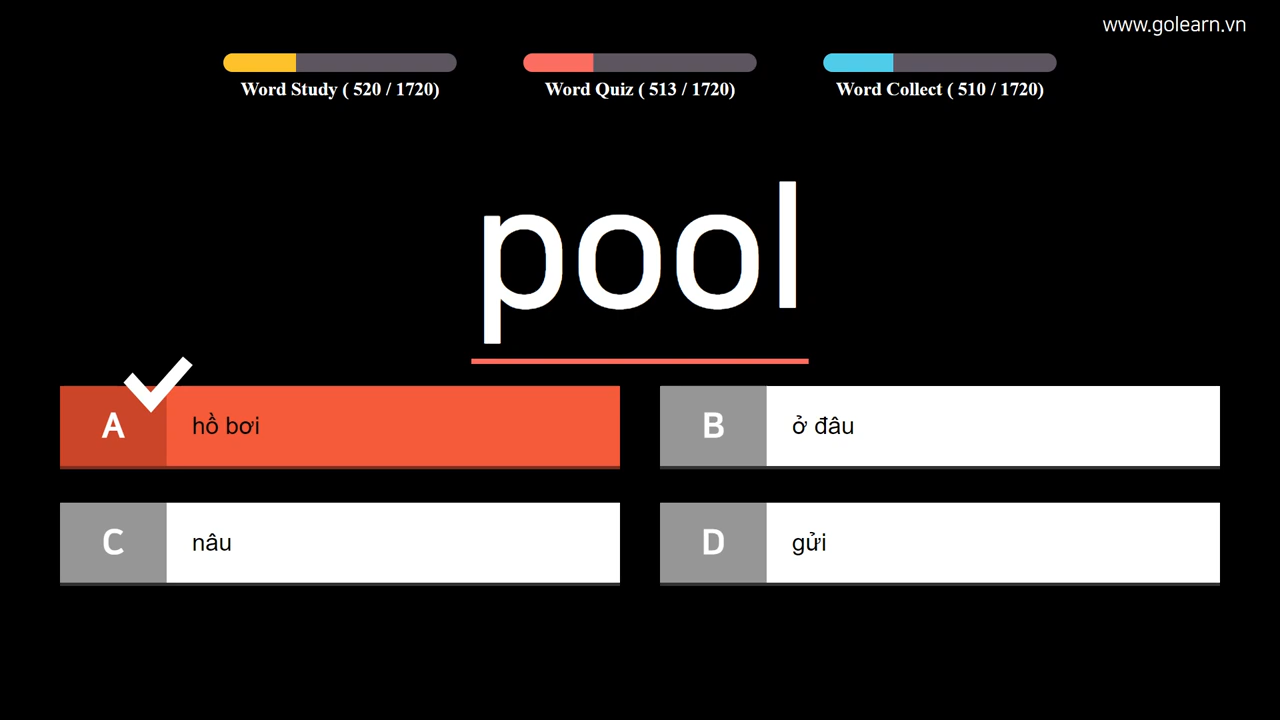 www.golearn.vn
Word Study ( 520 / 1720)
Word Quiz ( 513 / 1720)
Word Collect ( 510 / 1720)
pool
A hồ bơi
B ở đâu
C nâu
D gửi